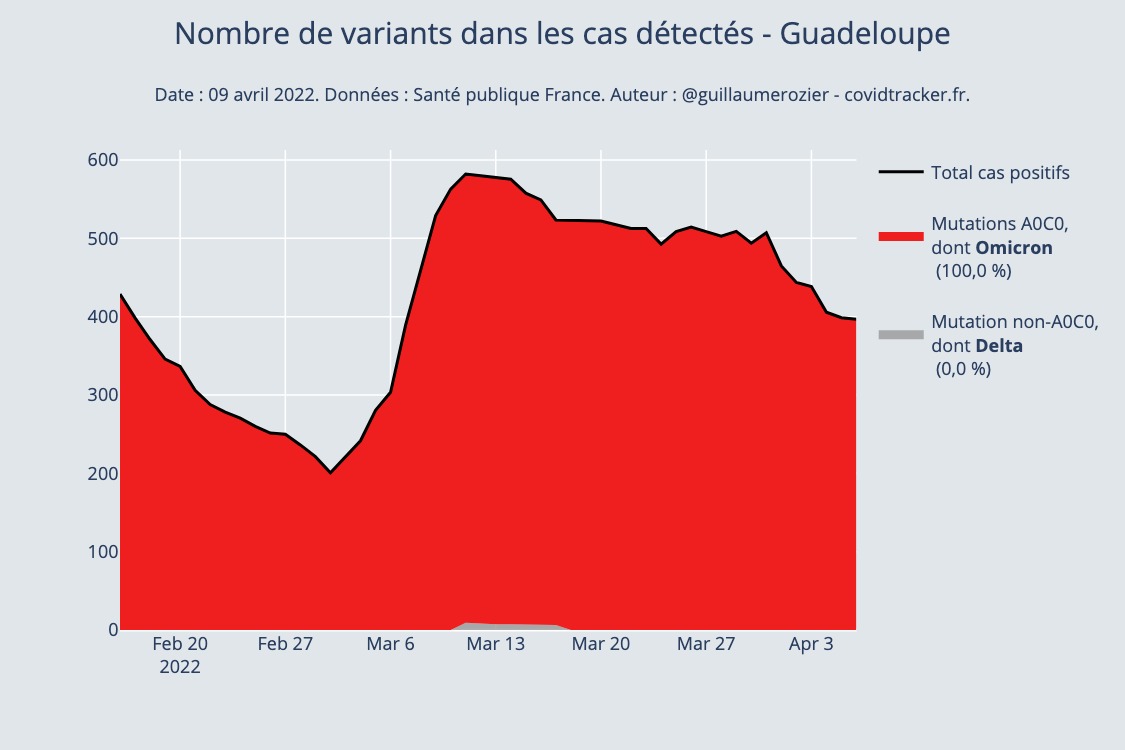 Nombre de variants dans les cas détectés - Guadeloupe
Date : 09 avril 2022. Données : Santé publique France. Auteur : @guillaumerozier - covidtracker.fr.
600
500
400
300
200
100
0
Feb 20
2022
Feb 27
Mar 6
Mar 13
Mar 20
Mar 27
Apr 3
Total cas positifs
Mutations A0C0,
dont Omicron
(100,0 %)
Mutation non-A0C0,
dont Delta
(0,0 %)